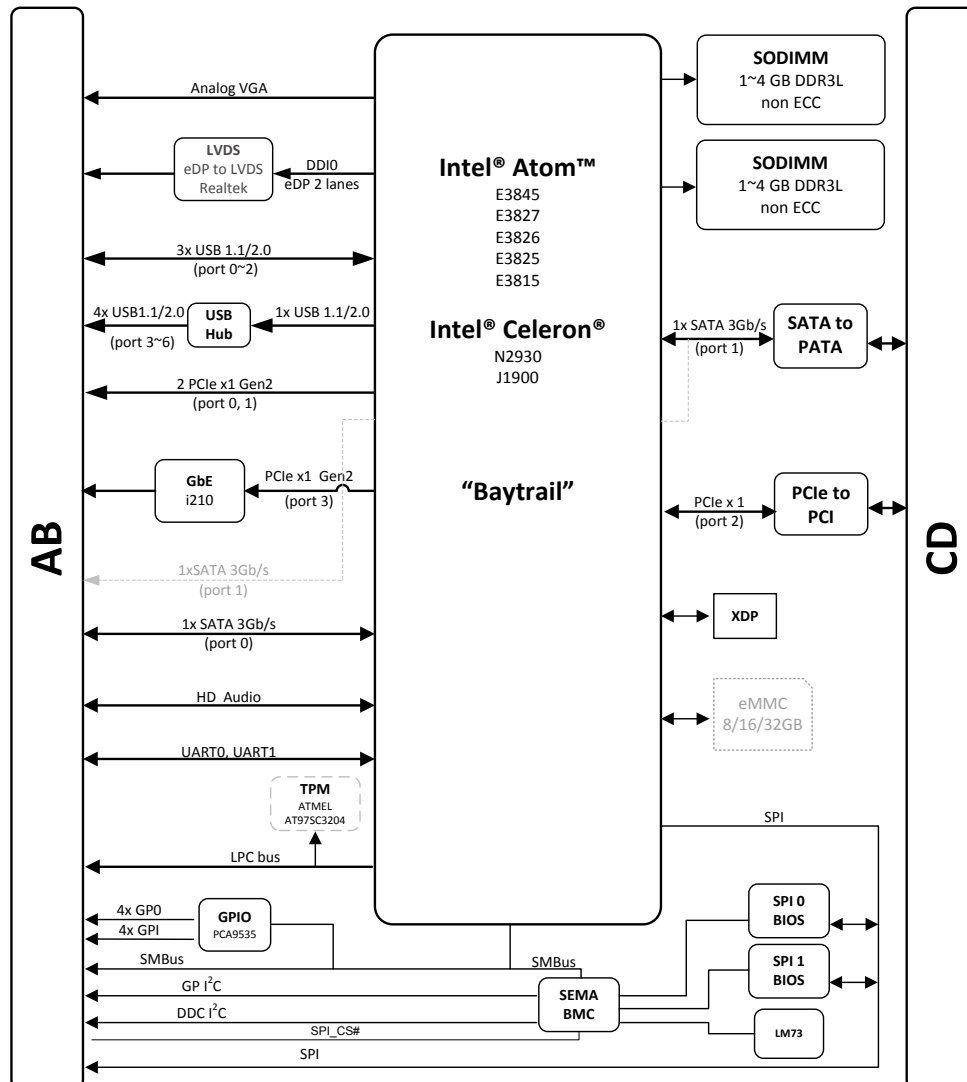 AB
Analog VGA
LVDS
eDP to LVDS
Realtek
DDI0
eDP 2 lanes
3x USB 1.1/2.0
(port 0~2)
4x USB1.1/2.0
(port 3~6)
USB
Hub
1x USB 1.1/2.0
2 PCIe x1 Gen2
(port 0, 1)
GbE
i210
PCIe x1 Gen2
(port 3)
1xSATA 3Gb/s
(port 1)
1x SATA 3Gb/s
(port 0)
HD Audio
UART0, UART1
TPM
ATMEL
AT97SC3204
LPC bus
4x GP0
4x GPI
GPIO
PCA9535
SMBus
GP I²C
DDC I²C
SPI_CS#
SPI
Intel® Atom™
E3845
E3827
E3826
E3825
E3815
Intel® Celeron®
N2930
J1900
“Baytrail”
SMBus
SEMA
BMC
SODIMM
1~4 GB DDR3L
non ECC
SODIMM
1~4 GB DDR3L
non ECC
1x SATA 3Gb/s
(port 1)
SATA to
PATA
PCIe x 1
(port 2)
PCIe to
PCI
XDP
eMMC
8/16/32GB
SPI
SPI 0
BIOS
SPI 1
BIOS
LM73
CD